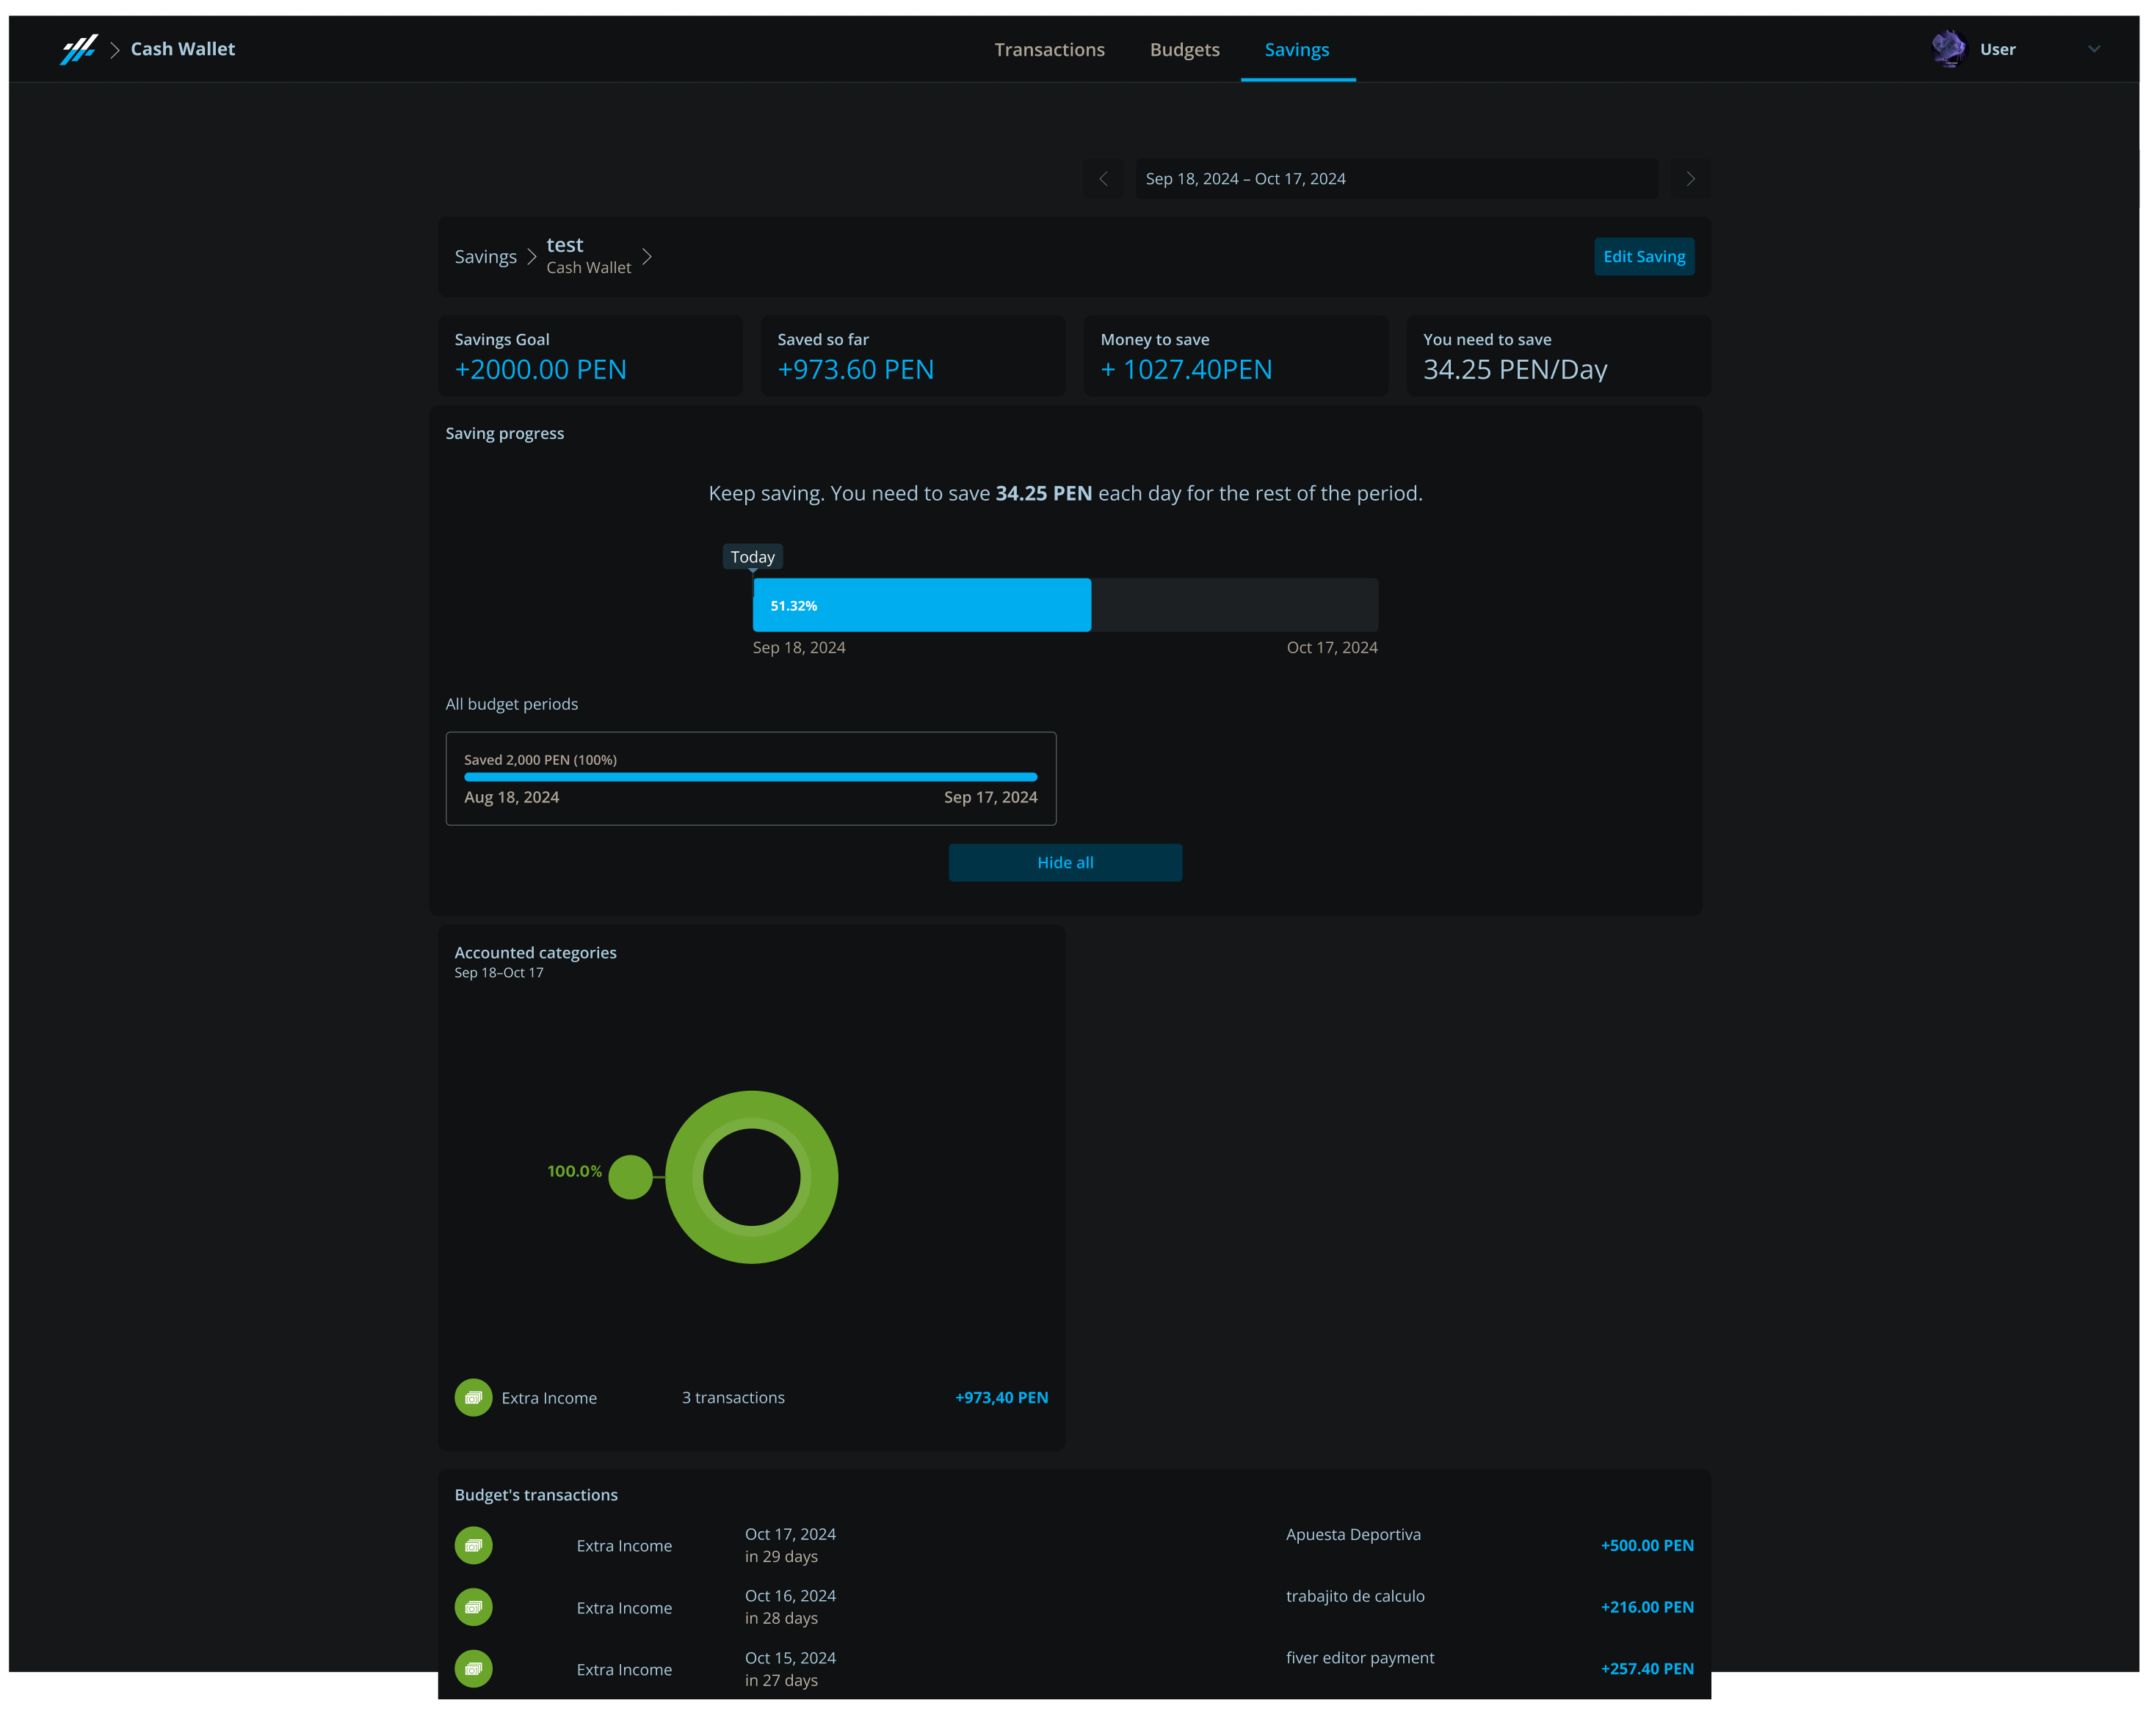 Cash Wallet
Transactions Budgets Savings
User
Sep 18, 2024 – Oct 17, 2024
Savings
test
Cash Wallet
Edit Saving
Savings Goal
+2000.00 PEN
Saved so far
+973.60 PEN
Money to save
+ 1027.40PEN
You need to save
34.25 PEN/Day
Saving progress
Keep saving. You need to save 34.25 PEN each day for the rest of the period.
Today
51.32%
Sep 18, 2024 Oct 17, 2024
All budget periods
Saved 2,000 PEN (100%)
Aug 18, 2024 Sep 17, 2024
Hide all
Accounted categories
Sep 18–Oct 17
100.0%
Extra Income 3 transactions +973,40 PEN
Budget's transactions
Extra Income
Oct 17, 2024
in 29 days
Apuesta Deportiva
+500.00 PEN
Extra Income
Oct 16, 2024
in 28 days
trabajito de calculo
+216.00 PEN
Extra Income
Oct 15, 2024
in 27 days
fiver editor payment
+257.40 PEN